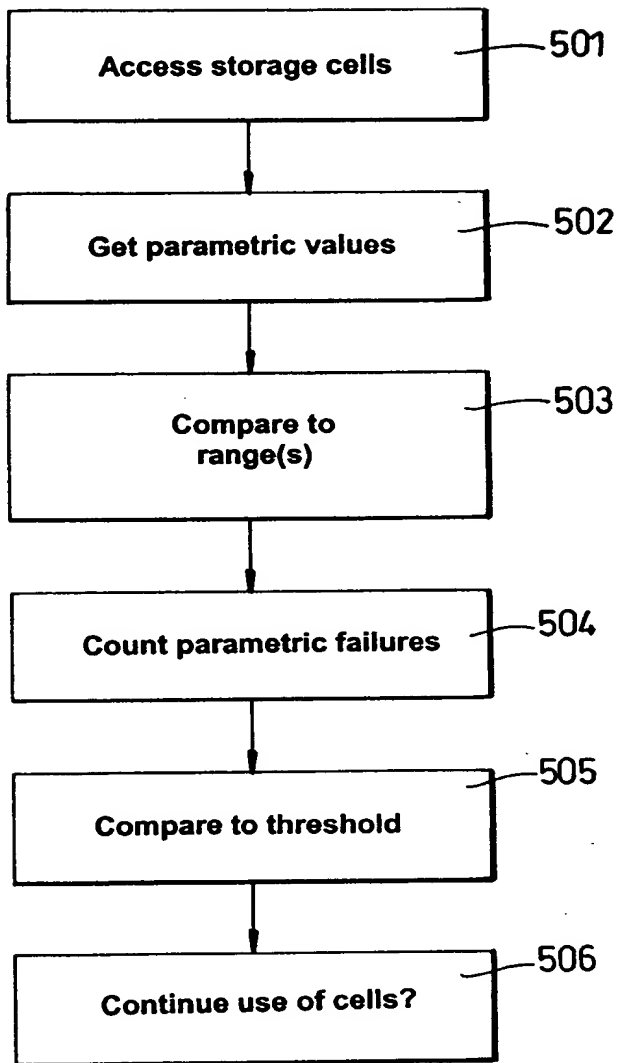 Access storage cells
501
Get parametric values
502
Compare to
range(s)
503
Count parametric failures
504
Compare to threshold
505
Continue use of cells?
506